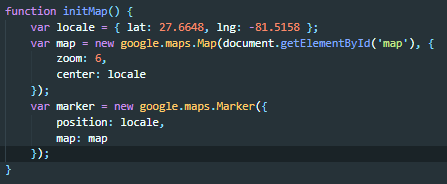 function initMap() {
    var locale = { lat: 27.6648, lng: -81.5158 };
    var map = new google.maps.Map(document.getElementById('map'), {
        zoom: 6,
        center: locale
    });
    var marker = new google.maps.Marker({
        position: locale,
        map: map
    });
}